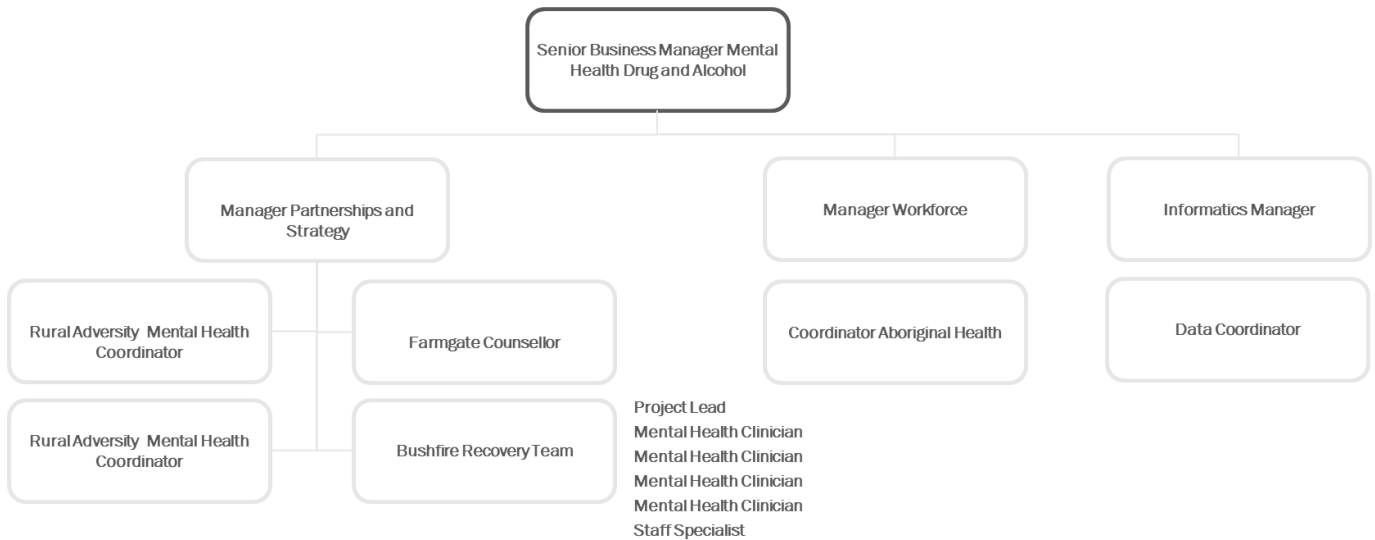 Senior Business Manager Mental
Health Drug and Alcohol
Manager Partnerships and
Strategy
Manager Workforce
Informatics Manager
Rural Adversity Mental Health
Coordinator
Farmgate Counsellor
Coordinator Aboriginal Health
Data Coordinator
Rural Adversity Mental Health
Coordinator
Bushfire Recovery Team
Project Lead
Mental Health Clinician
Mental Health Clinician
Mental Health Clinician
Mental Health Clinician
Staff Specialist